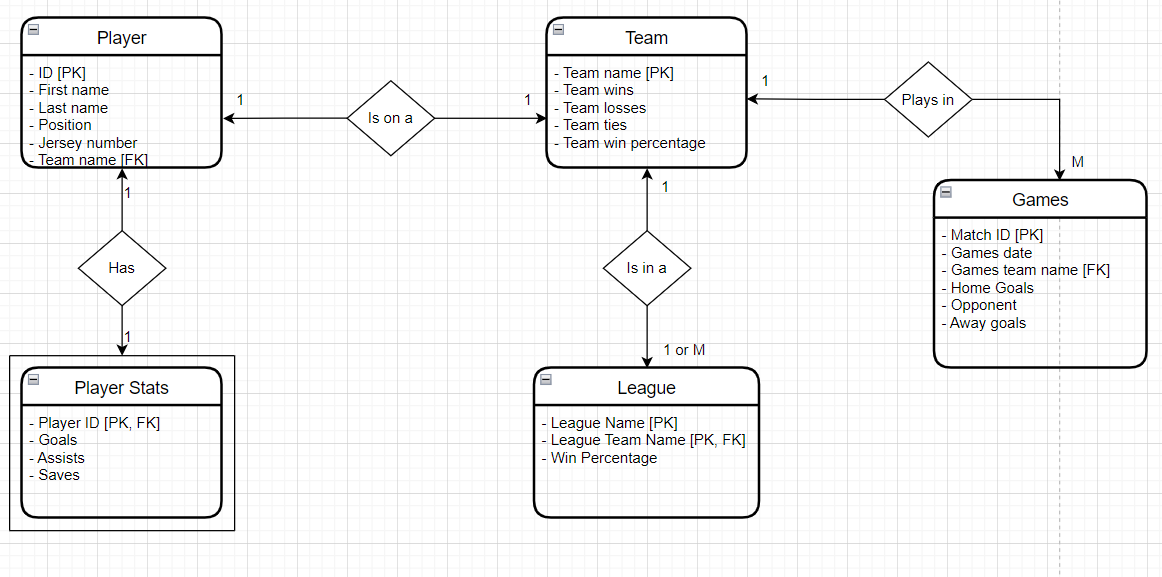 Player
- ID [PK]
- First name
- Last name
- Position
- Jersey number
- Team name [FK]
1
Is on a
1
Team
- Team name [PK]
- Team wins
- Team losses
- Team ties
- Team win percentage
1
Plays in
M
Games
- Match ID [PK]
- Games date
- Games team name [FK]
- Home Goals
- Opponent
- Away goals
1
Has
1
Player Stats
- Player ID [PK, FK]
- Goals
- Assists
- Saves
1
Is in a
1 or M
League
- League Name [PK]
- League Team Name [PK, FK]
- Win Percentage